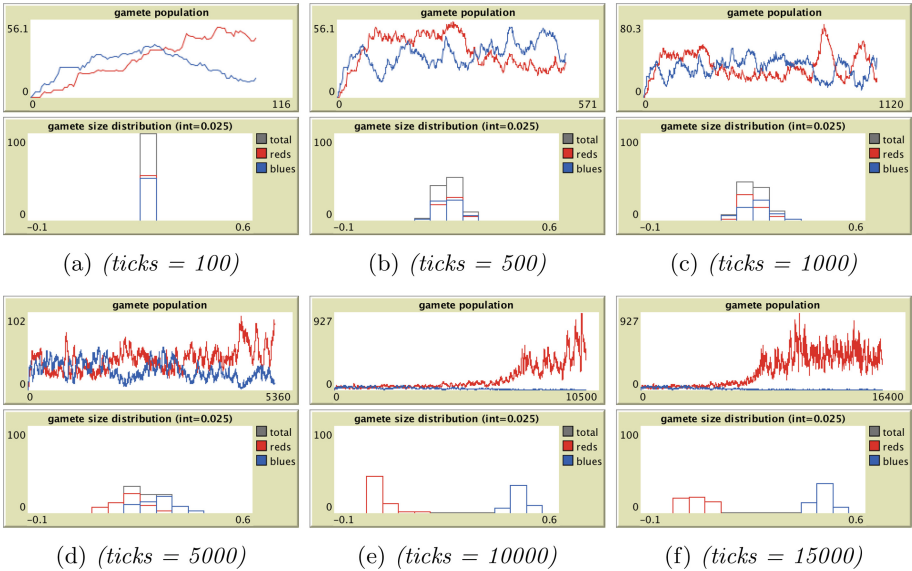 gamete population
56.1
0
0 116
gamete size distribution (int=0.025)
100
0
-0.1 0.6
total
reds
blues
(a) (ticks = 100)
gamete population
56.1
0
0 571
gamete size distribution (int=0.025)
100
0
-0.1 0.6
total
reds
blues
(b) (ticks = 500)
gamete population
80.3
0
0 1120
gamete size distribution (int=0.025)
100
0
-0.1 0.6
total
reds
blues
(c) (ticks = 1000)
gamete population
102
0
0 5360
gamete size distribution (int=0.025)
100
0
-0.1 0.6
total
reds
blues
(d) (ticks = 5000)
gamete population
927
0
0 10500
gamete size distribution (int=0.025)
100
0
-0.1 0.6
total
reds
blues
(e) (ticks = 10000)
gamete population
927
0
0 16400
gamete size distribution (int=0.025)
100
0
-0.1 0.6
total
reds
blues
(f) (ticks = 15000)